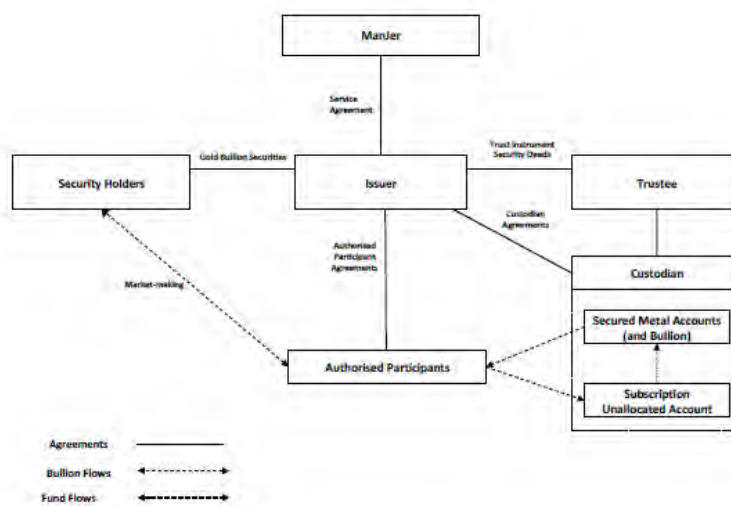 ManJer
Service
Agreement
Gold Bullion Securities
Trust Instrument
Security Deeds
Security Holders
Issuer
Trustee
Custodian
Agreements
Authorised
Participant
Agreements
Custodian
Market-making
Secured Metal Accounts
(and Bullion)
Authorised Participants
Subscription
Unallocated Account
Agreements
Bullion Flows
Fund Flows